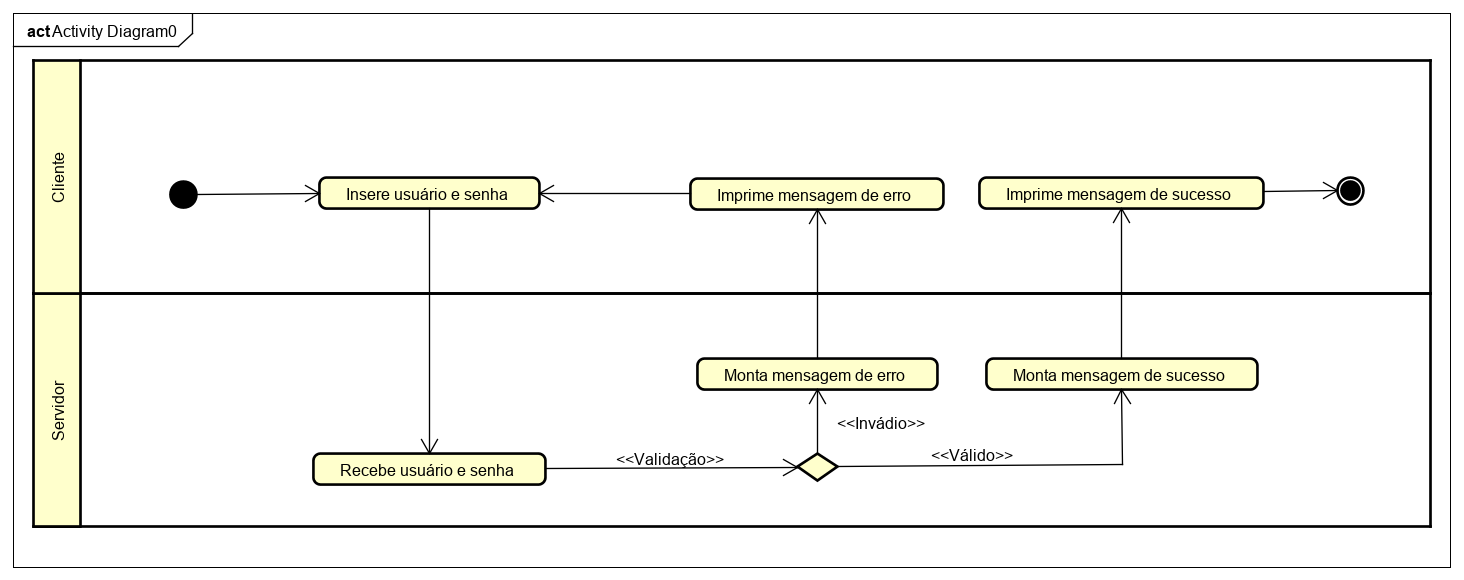 act Activity Diagram0
Cliente
Insere usuário e senha
Imprime mensagem de erro
Imprime mensagem de sucesso
Servidor
Monta mensagem de erro
Monta mensagem de sucesso
<<Invádio>>
<<Validação>>
<<Válido>>
Recebe usuário e senha